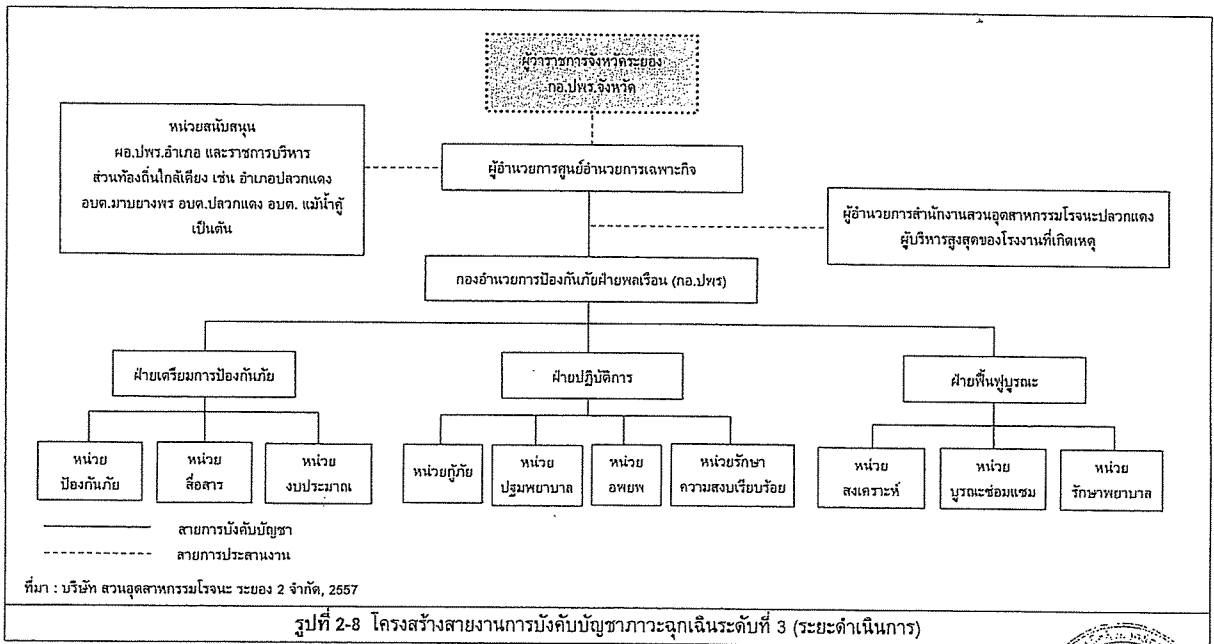 ผู้ว่าราชการจังหวัดระยอง
กอ.ปพร.จังหวัด
หน่วยสนับสนุน
ผอ.ปพร.อำเภอ และราชการบริหาร
ส่วนท้องถิ่นใกล้เคียง เช่น อำเภอปลวกแดง
อบต.มาบยางพร อบต.ปลวกแดง อบต. แม่น้ำคู้
เป็นต้น
ผู้อำนวยการศูนย์อำนวยการเฉพาะกิจ
ผู้อำนวยการสำนักงานสวนอุตสาหกรรมโรจนะปลวกแดง
ผู้บริหารสูงสุดของโรงงานที่เกิดเหตุ
กองอำนวยการป้องกันภัยฝ่ายพลเรือน (กอ.ปพร)
ฝ่ายเตรียมการป้องกันภัย
ฝ่ายปฏิบัติการ
ฝ่ายฟื้นฟูบูรณะ
หน่วย
ป้องกันภัย
หน่วย
สื่อสาร
หน่วย
งบประมาณ
หน่วยกู้ภัย
หน่วย
ปฐมพยาบาล
หน่วย
อพยพ
หน่วยรักษา
ความสงบเรียบร้อย
หน่วย
สงเคราะห์
หน่วย
บูรณะซ่อมแซม
หน่วย
รักษาพยาบาล
สายการบังคับบัญชา
สายการประสานงาน
ที่มา : บริษัท สวนอุตสาหกรรมโรจนะ ระยอง 2 จำกัด, 2557
รูปที่ 2-8 โครงสร้างสายงานการบังคับบัญชาภาวะฉุกเฉินระดับที่ 3 (ระยะดำเนินการ)